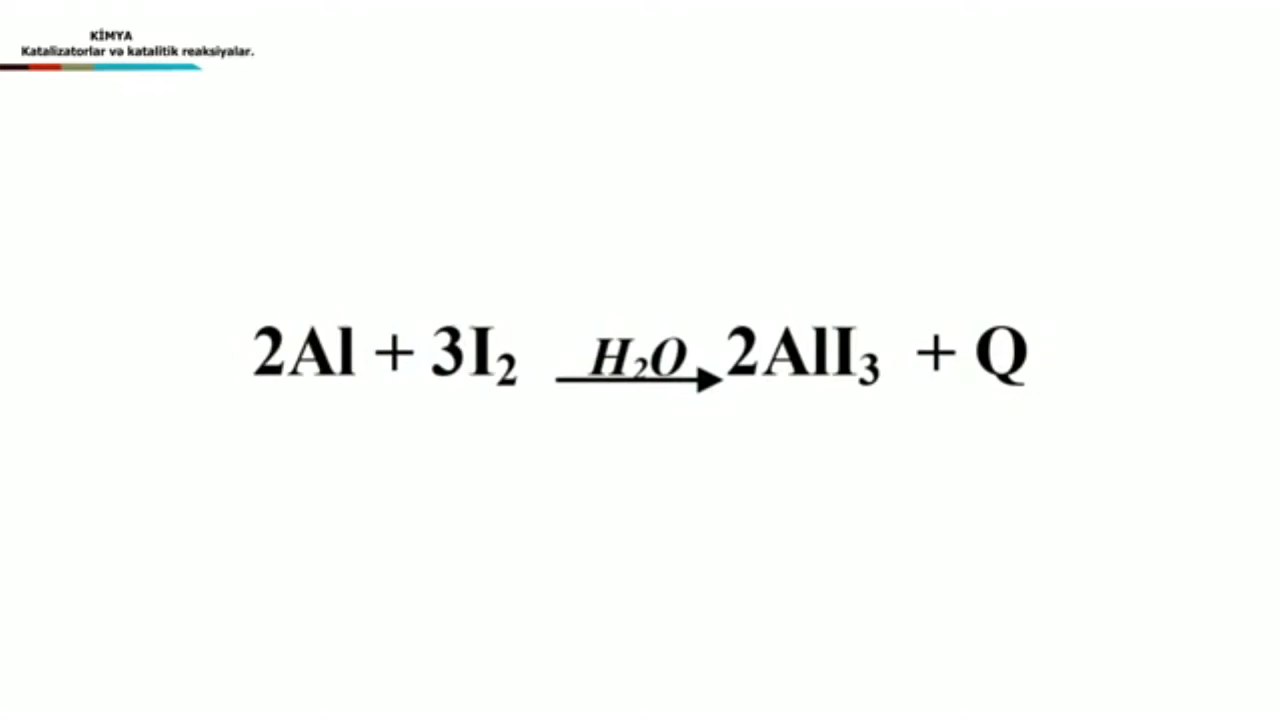 KİMYA
Katalizatorlar və katalitik reaksiyalar.
2Al + 3I₂ H₂O 2AlI₃ + Q